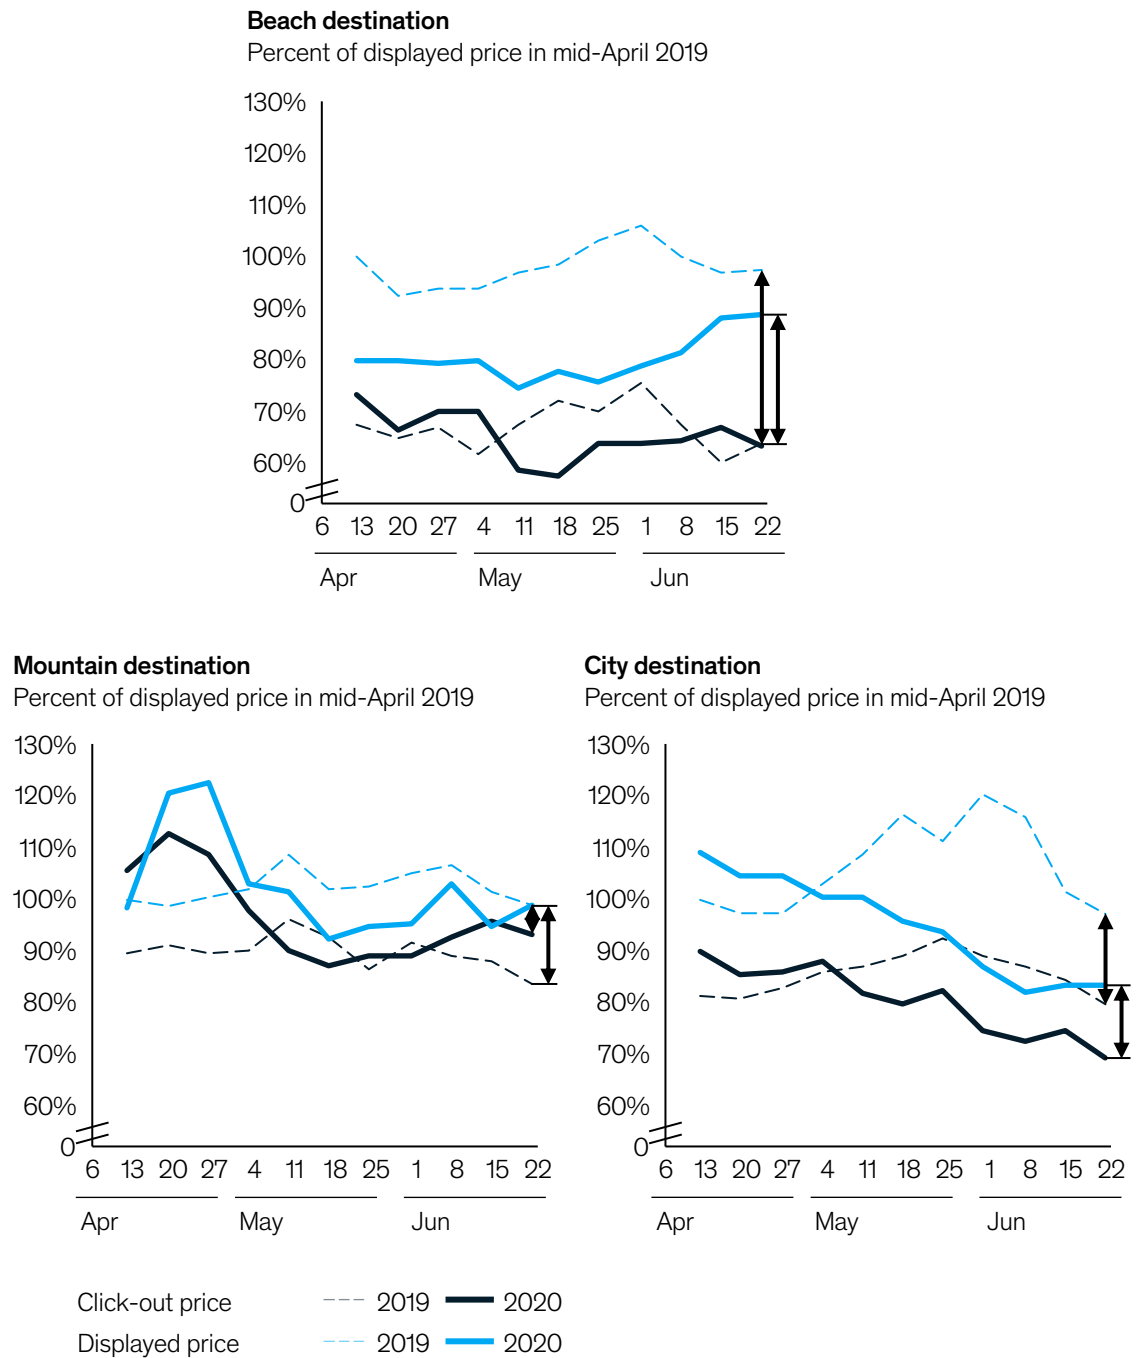 Beach destination
Percent of displayed price in mid-April 2019
130%
120%
110%
100%
90%
80%
70%
60%
0
6 13 20 27 4 11 18 25 1 8 15 22
Apr May Jun
Mountain destination
Percent of displayed price in mid-April 2019
130%
120%
110%
100%
90%
80%
70%
60%
0
6 13 20 27 4 11 18 25 1 8 15 22
Apr May Jun
City destination
Percent of displayed price in mid-April 2019
130%
120%
110%
100%
90%
80%
70%
60%
0
6 13 20 27 4 11 18 25 1 8 15 22
Apr May Jun
Click-out price 2019 2020
Displayed price 2019 2020